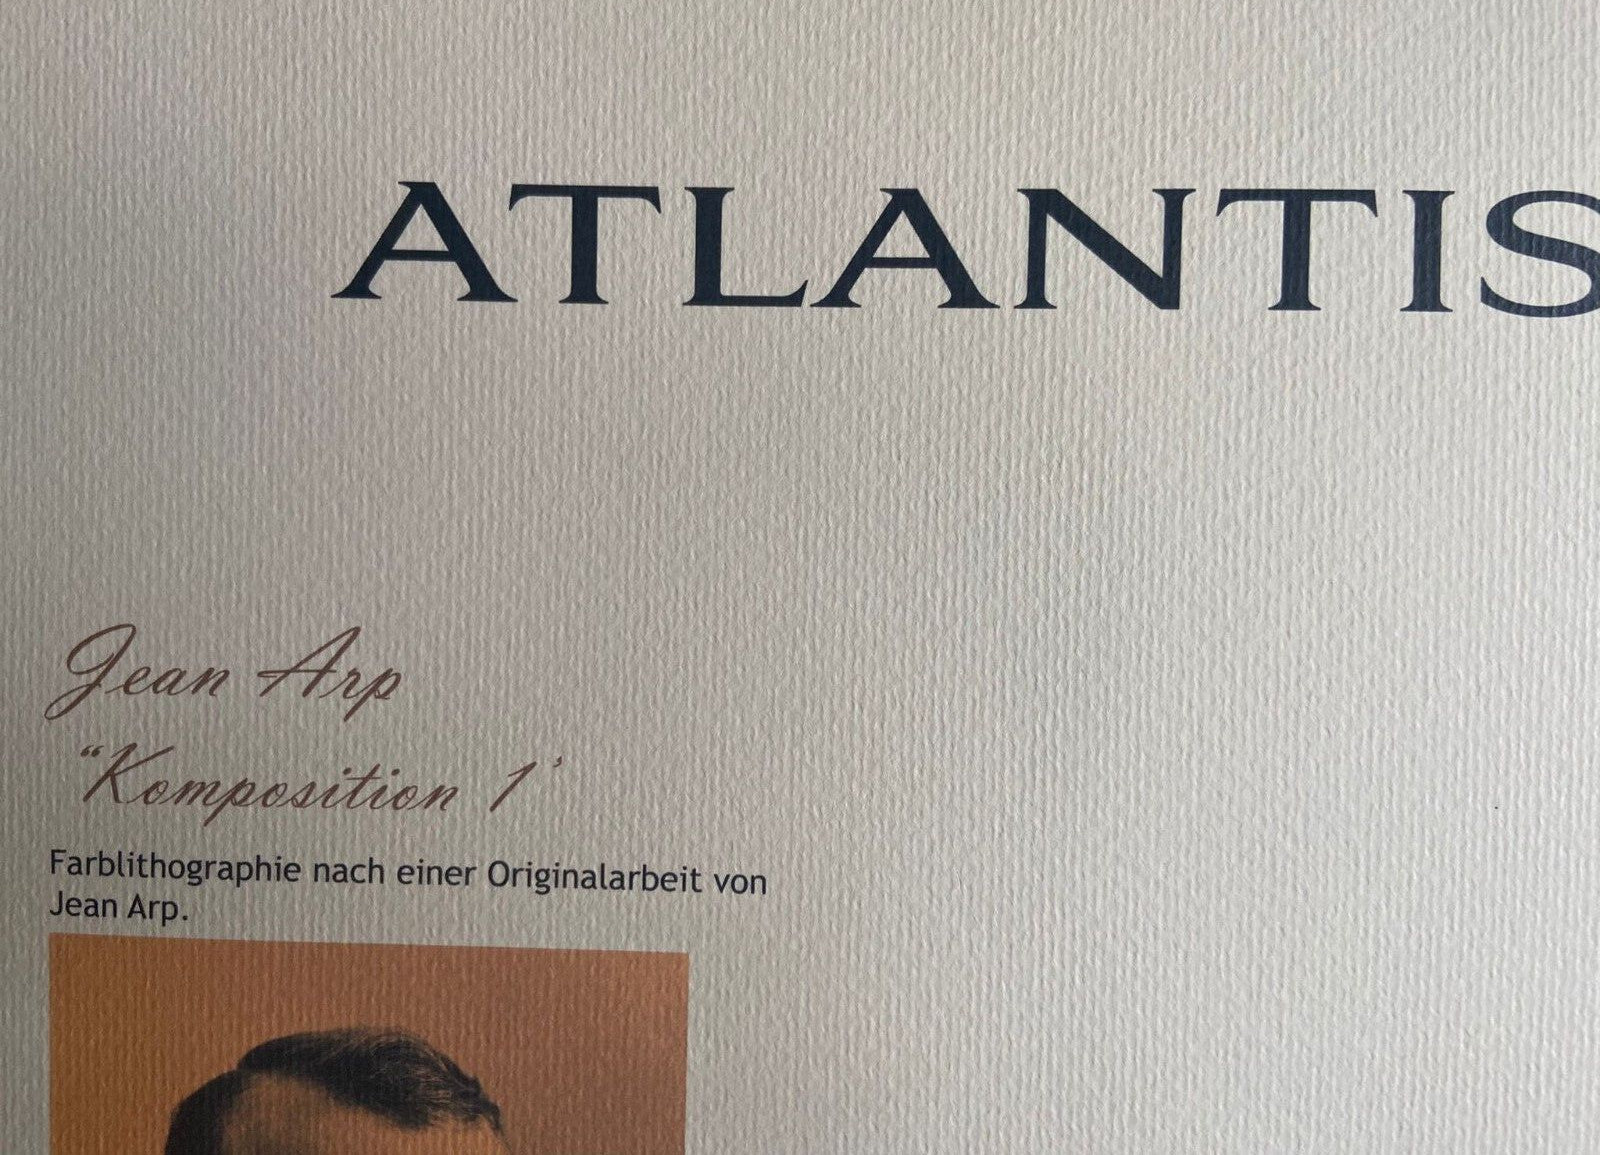 ATLANTIS
Jean Arp
“Komposition 1’
Farblithographie nach einer Originalarbeit von
Jean Arp.